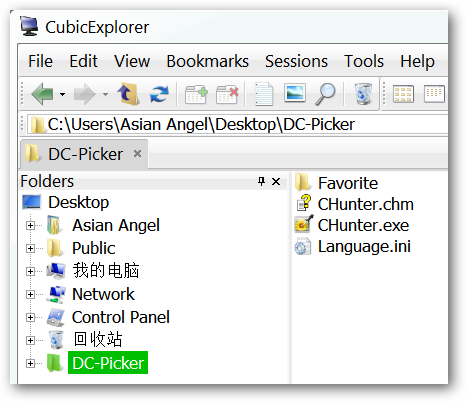 CubicExplorer
File Edit View Bookmarks Sessions Tools Help
C:\Users\Asian Angel\Desktop\DC-Picker
DC-Picker
Folders
Desktop
Asian Angel
Public
我的电脑
Network
Control Panel
回收站
DC-Picker
Favorite
CHunter.chm
CHunter.exe
Language.ini